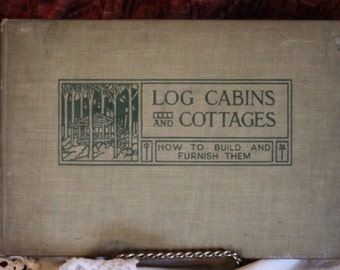 LOG CABINS
AND COTTAGES
HOW TO BUILD AND
FURNISH THEM